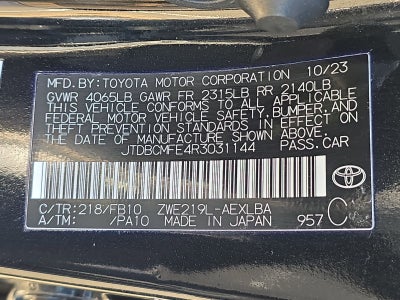 MFD. BY: TOYOTA MOTOR CORPORATION 10/23
GVWR 4065LB GAWR FR 2315LB RR 2140LB
THIS VEHICLE CONFORMS TO ALL APPLICABLE
FEDERAL MOTOR VEHICLE SAFETY, BUMPER, AND
THEFT PREVENTION STANDARDS IN EFFECT ON
THE DATE OF MANUFACTURE SHOWN ABOVE.
JTDBCMFE4R3031144 PASS.CAR
C/TR:218/FB10 ZWE219L-AEXLBA
A/TM: /PA10 MADE IN JAPAN 957 C
TOYOTA